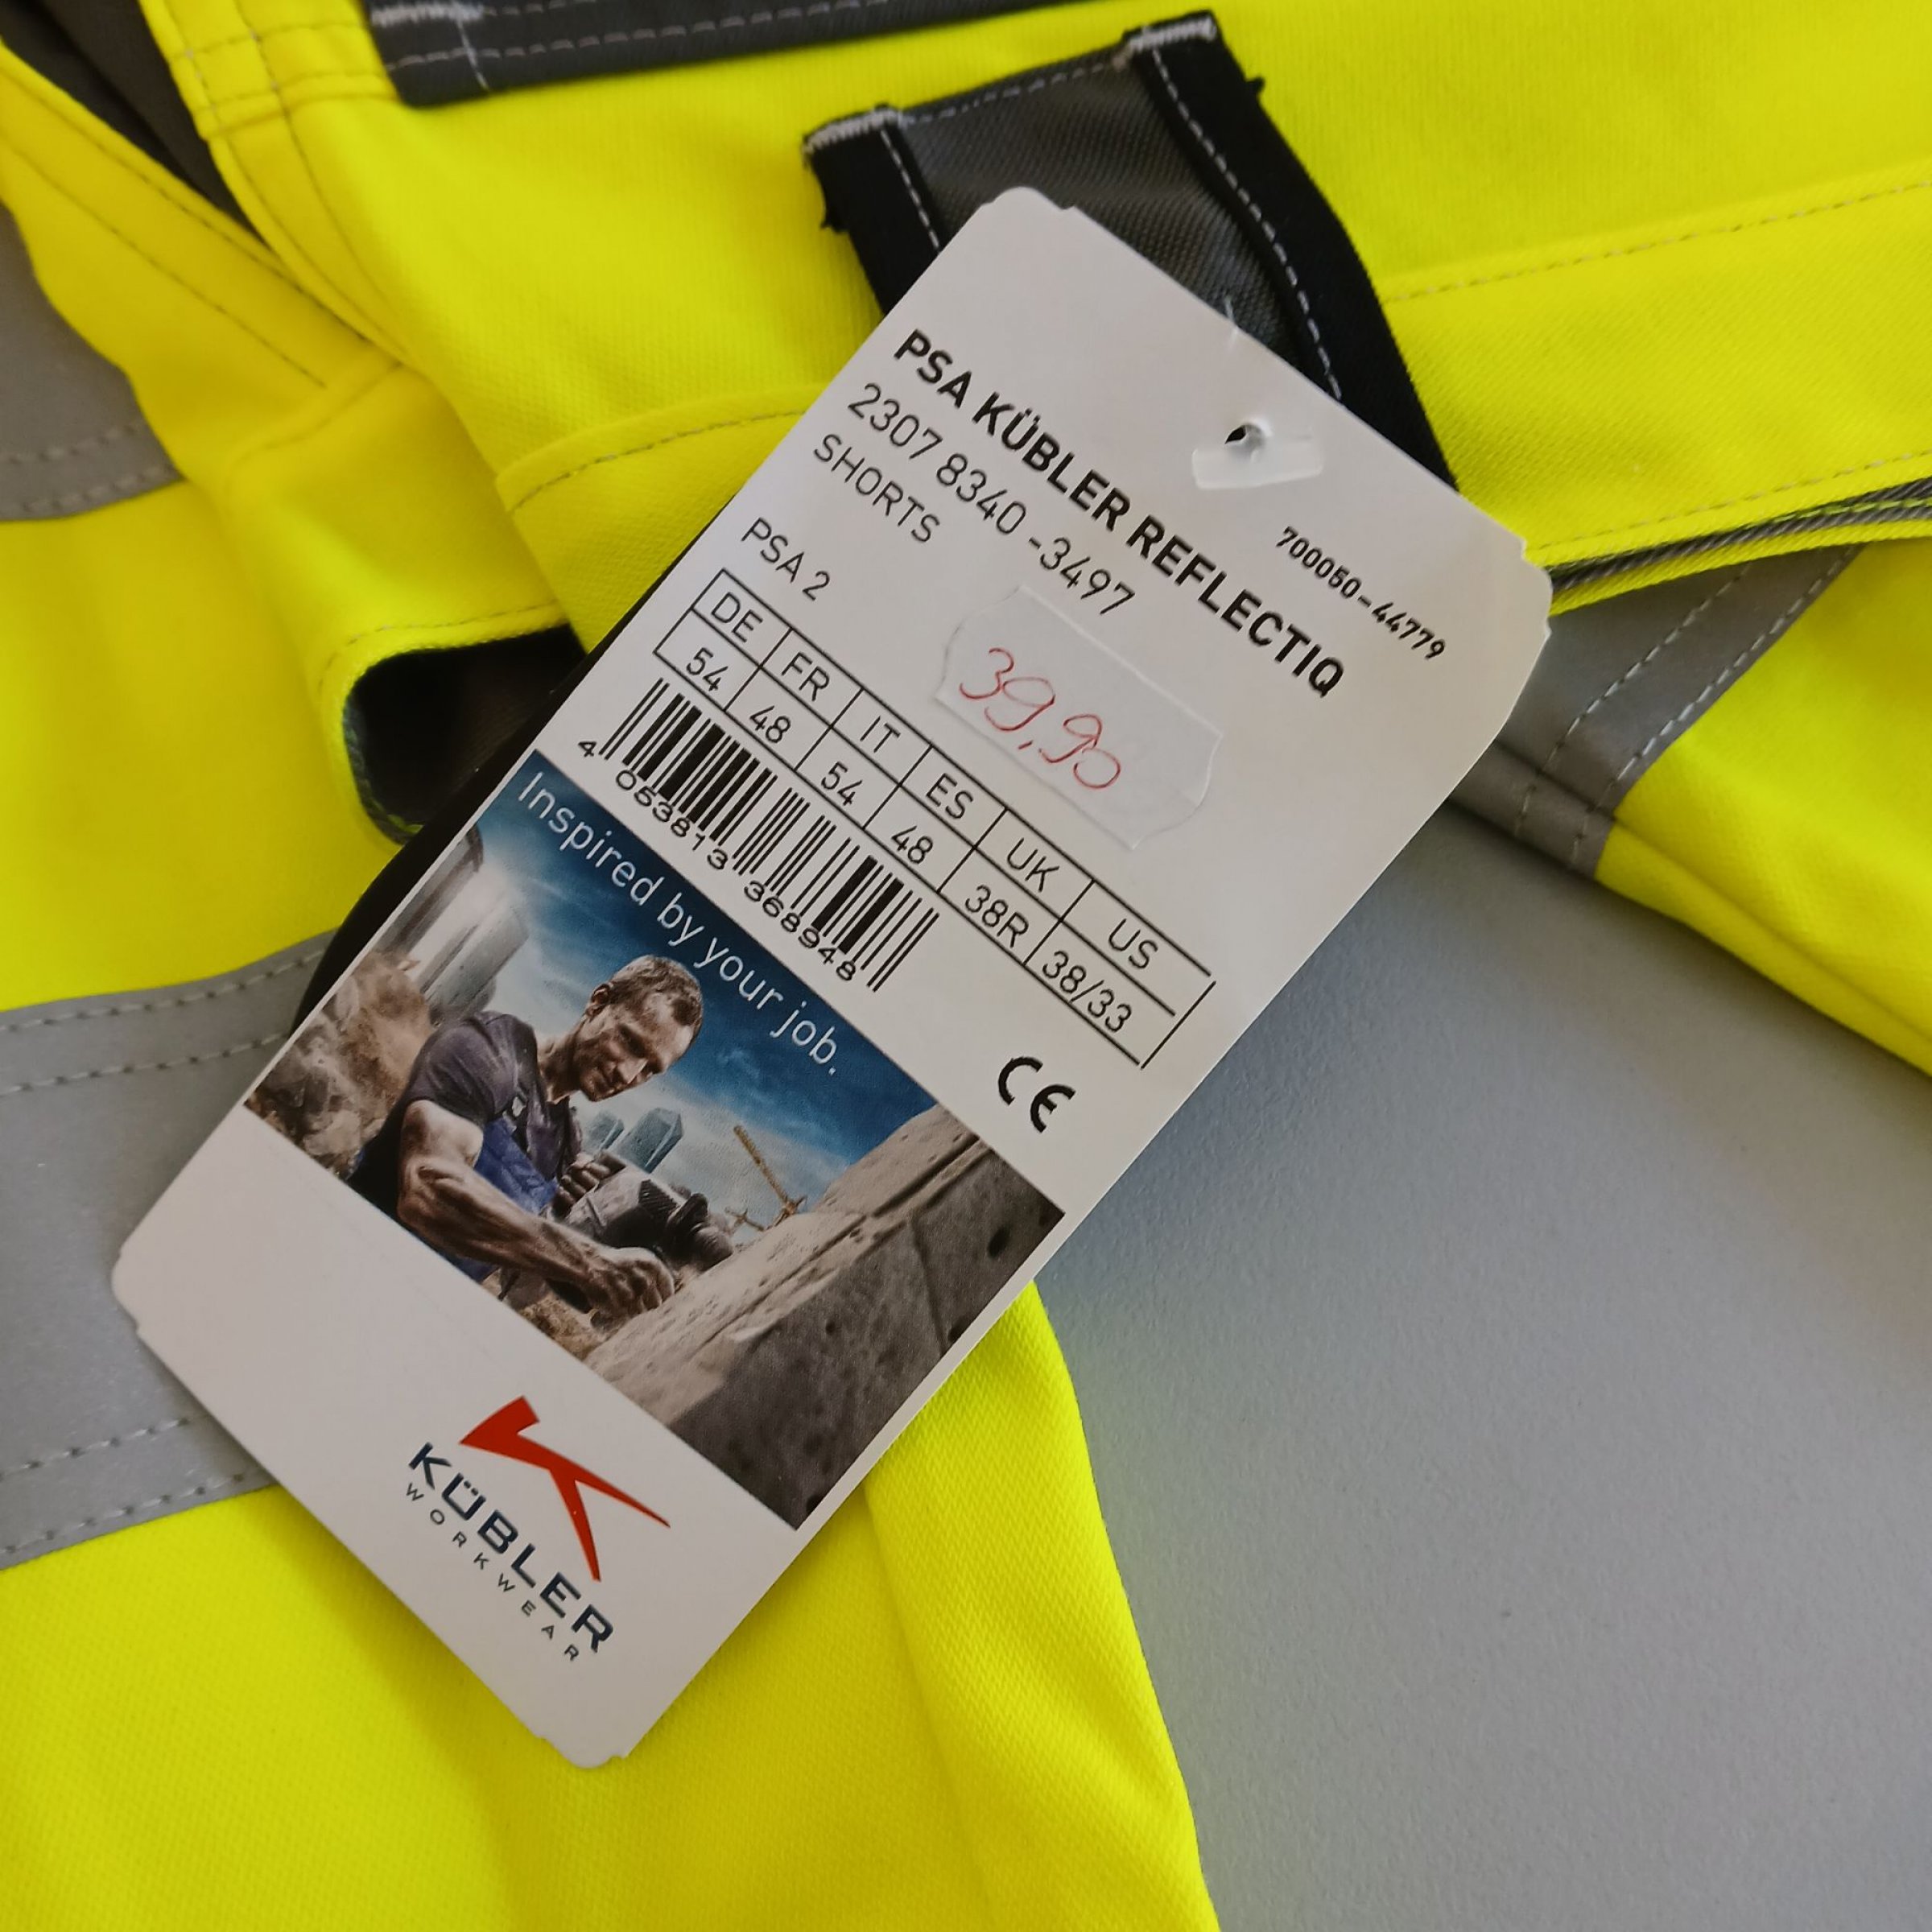 700050-44779
PSA KÜBLER REFLECTIQ
2307 8340 -3497
SHORTS
39,90
PSA 2
DE FR IT ES UK US
54 48 54 48 38R 38/33
4 053813 368948
CE
Inspired by your job.
KÜBLER
WORKWEAR